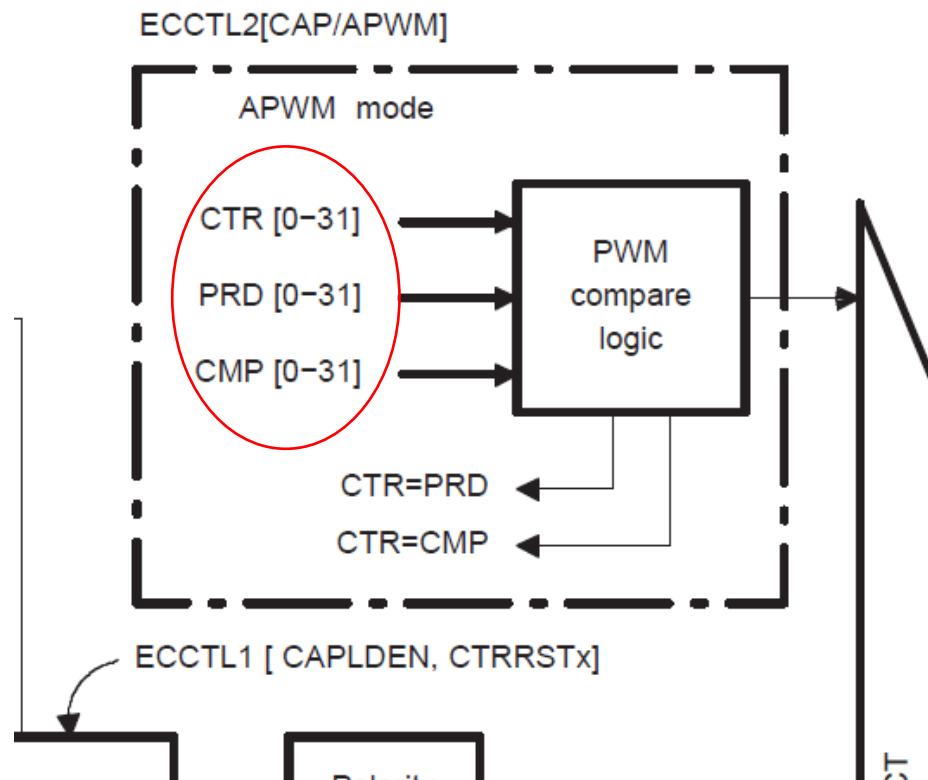 ECCTL2[CAP/APWM]
APWM mode
CTR [0−31]
PRD [0−31]
CMP [0−31]
PWM
compare
logic
CTR=PRD
CTR=CMP
ECCTL1 [ CAPLDEN, CTRRSTx]